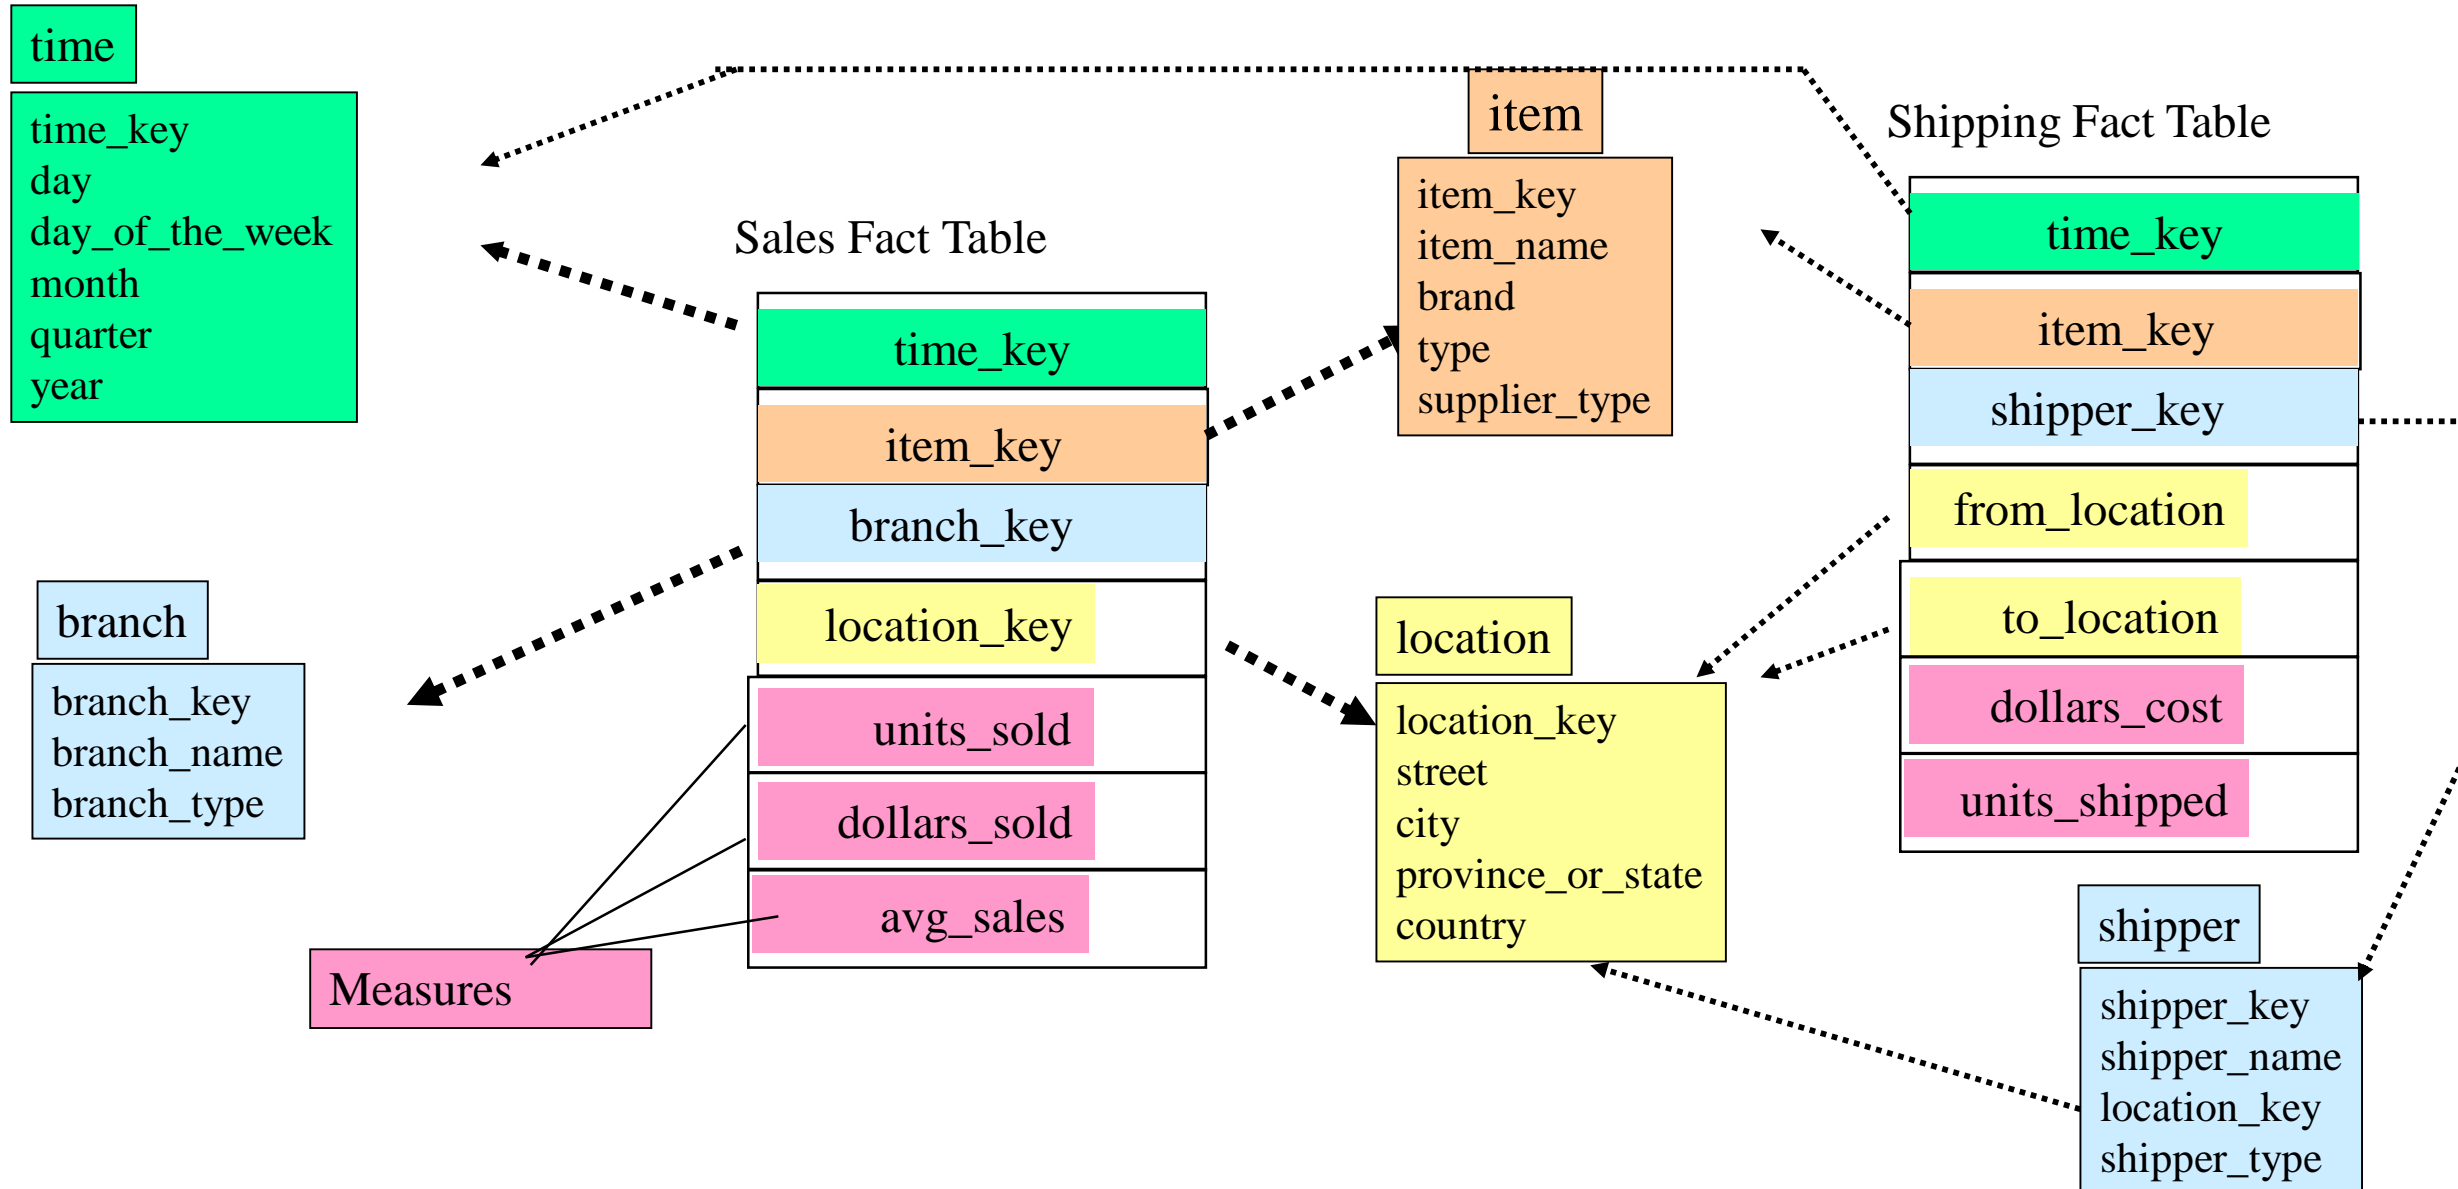 time
time_key
day
day_of_the_week
month
quarter
year
branch
branch_key
branch_name
branch_type
Measures
Sales Fact Table
time_key
item_key
branch_key
location_key
units_sold
dollars_sold
avg_sales
item
item_key
item_name
brand
type
supplier_type
location
location_key
street
city
province_or_state
country
Shipping Fact Table
time_key
item_key
shipper_key
from_location
to_location
dollars_cost
units_shipped
shipper
shipper_key
shipper_name
location_key
shipper_type